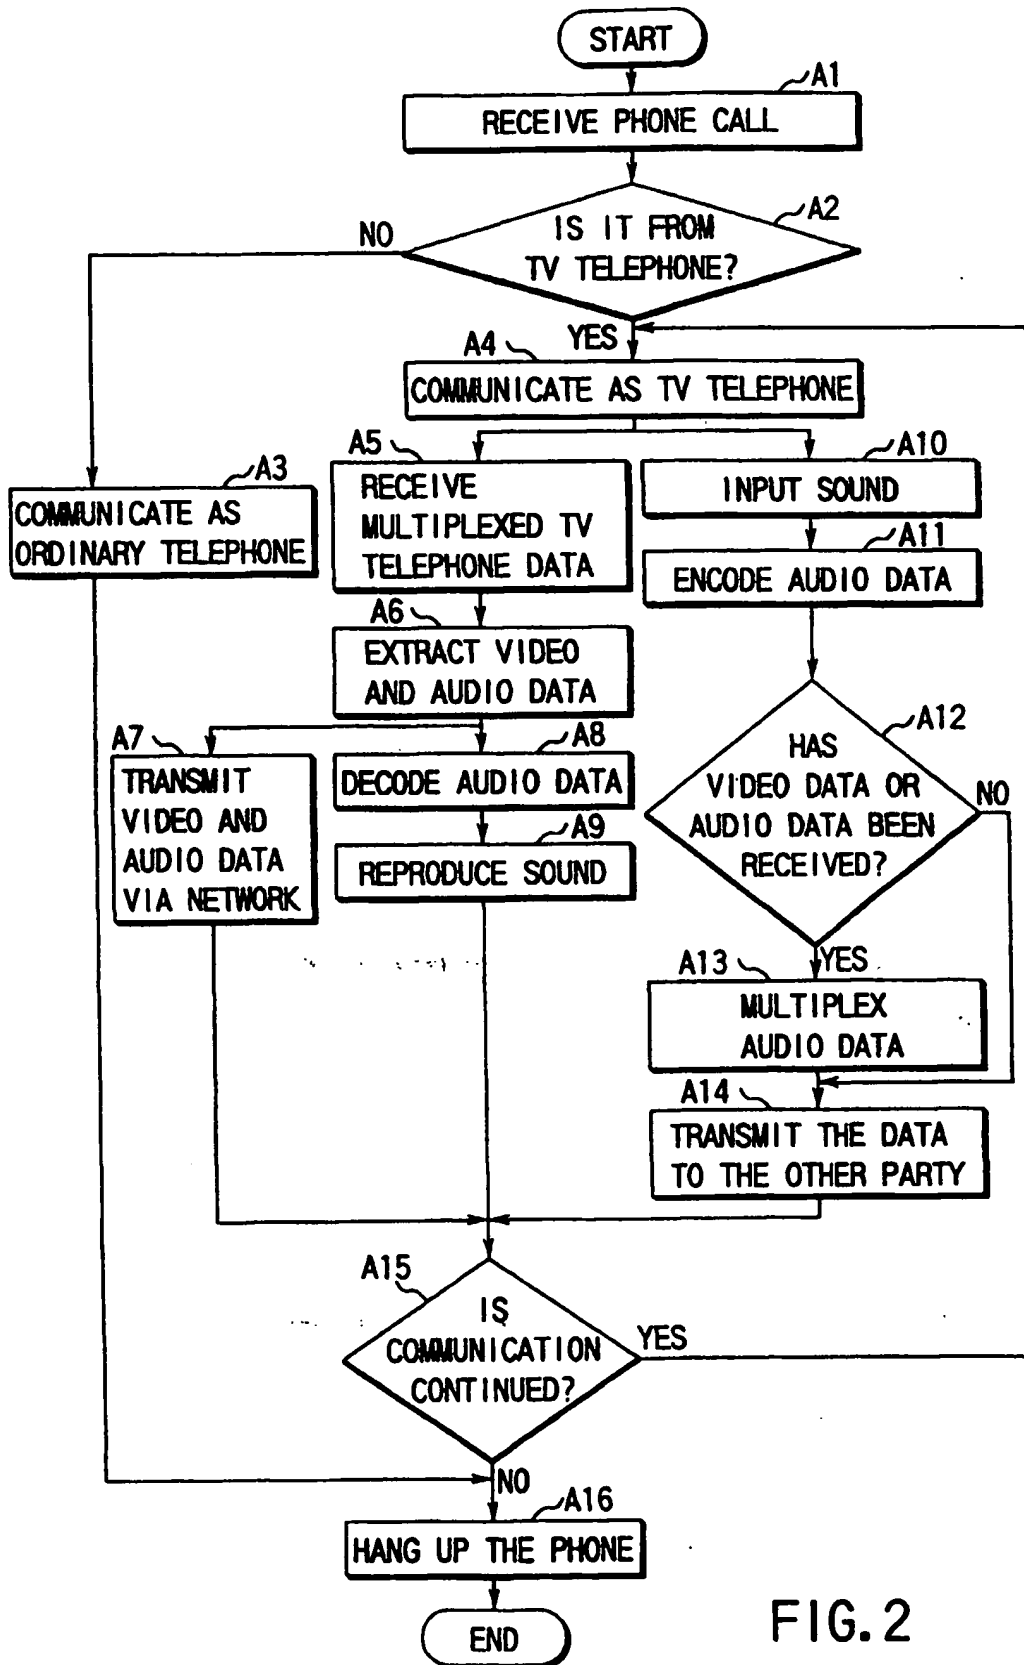 START
A1
RECEIVE PHONE CALL
A2
IS IT FROM
TV TELEPHONE?
NO
YES
A4
COMMUNICATE AS TV TELEPHONE
A3
COMMUNICATE AS
ORDINARY TELEPHONE
A5
RECEIVE
MULTIPLEXED TV
TELEPHONE DATA
A10
INPUT SOUND
A11
ENCODE AUDIO DATA
A6
EXTRACT VIDEO
AND AUDIO DATA
A7
TRANSMIT
VIDEO AND
AUDIO DATA
VIA NETWORK
A8
DECODE AUDIO DATA
A9
REPRODUCE SOUND
A12
HAS
VIDEO DATA OR
AUDIO DATA BEEN
RECEIVED?
NO
YES
A13
MULTIPLEX
AUDIO DATA
A14
TRANSMIT THE DATA
TO THE OTHER PARTY
A15
IS
COMMUNICATION
CONTINUED?
YES
NO
A16
HANG UP THE PHONE
END
FIG. 2